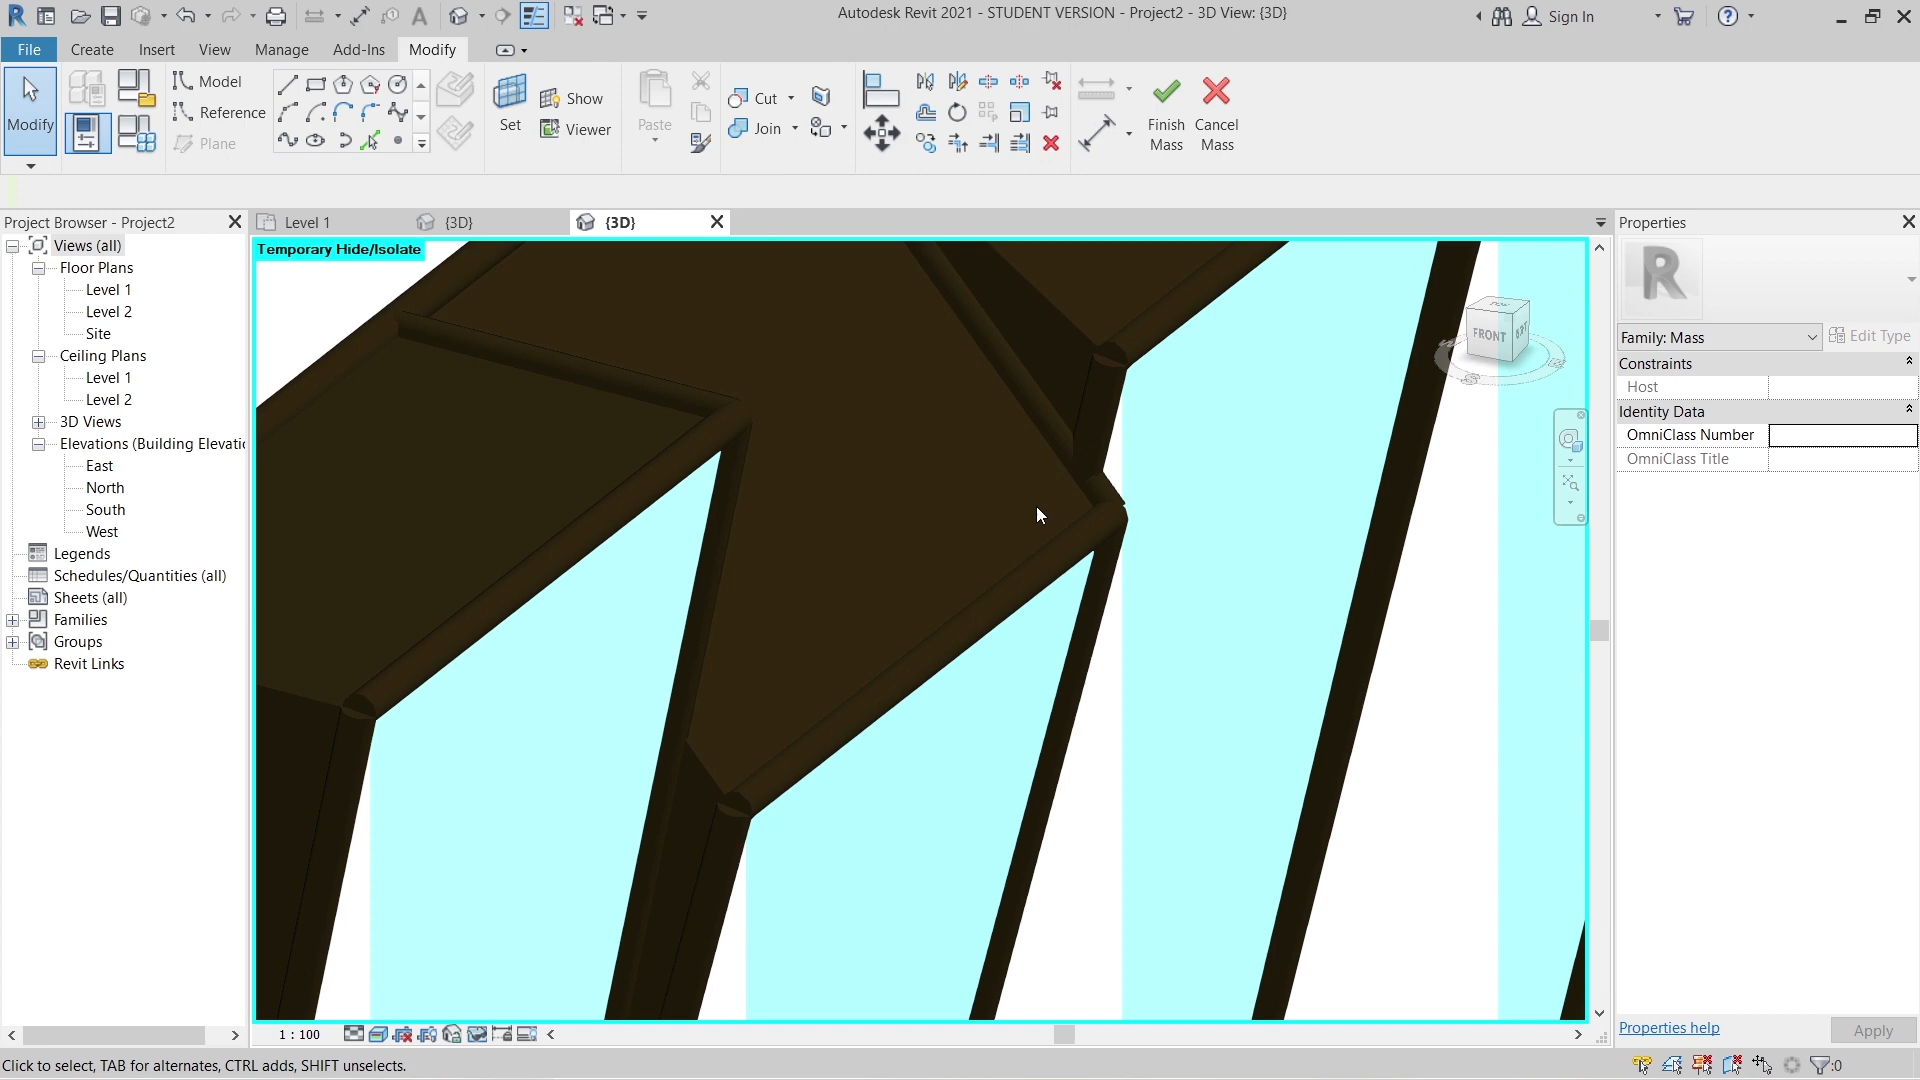 Autodesk Revit 2021 - STUDENT VERSION - Project2 - 3D View: {3D}
Sign In
File
Create
Insert
View
Manage
Add-Ins
Modify
Modify
Model
Reference
Plane
Set
Show
Viewer
Paste
Cut
Join
Finish
Mass
Cancel
Mass
Project Browser - Project2
Level 1
{3D}
{3D}
Properties
Views (all)
Floor Plans
Level 1
Level 2
Site
Ceiling Plans
Level 1
Level 2
3D Views
Elevations (Building Elevatio
East
North
South
West
Legends
Schedules/Quantities (all)
Sheets (all)
Families
Groups
Revit Links
Temporary Hide/Isolate
TOP
FRONT
S
R
Family: Mass
Edit Type
Constraints
Host
Identity Data
OmniClass Number
OmniClass Title
Properties help
Apply
1 : 100
Click to select, TAB for alternates, CTRL adds, SHIFT unselects.
:0